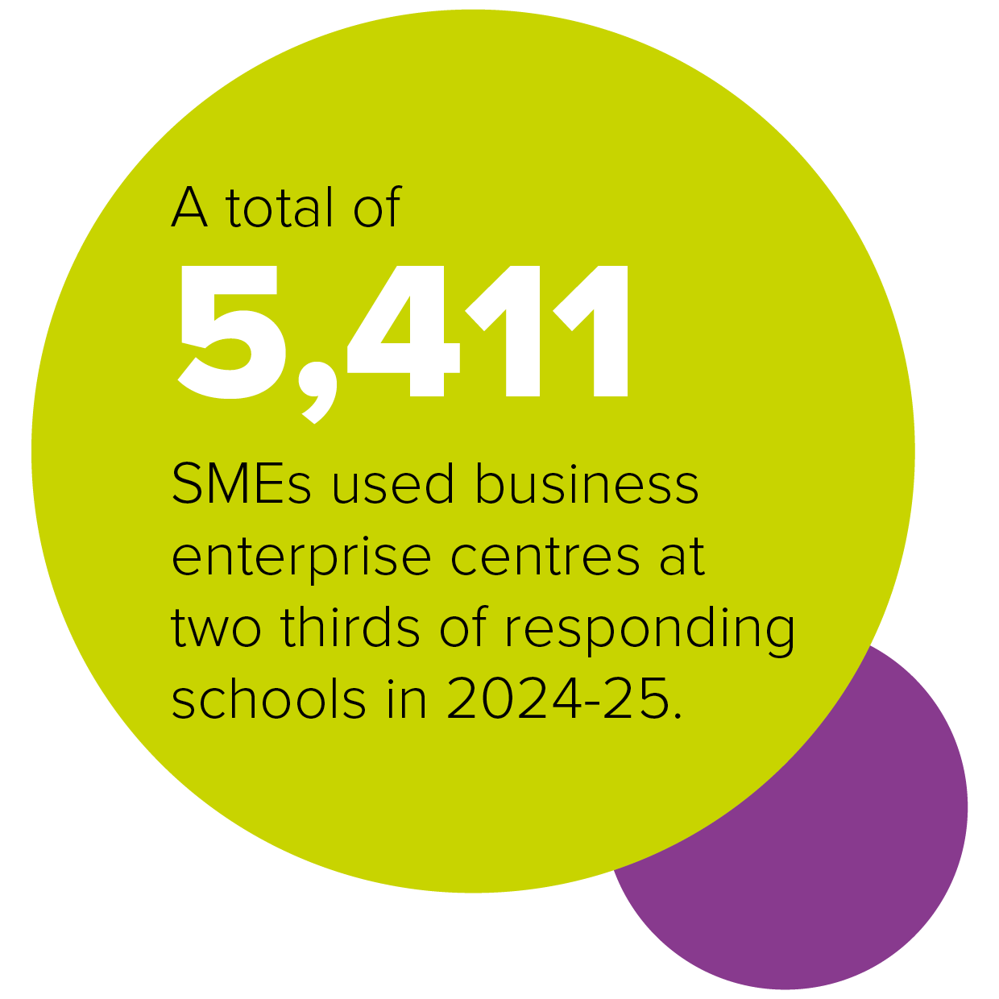 A total of
5,411
SMEs used business
enterprise centres at
two thirds of responding
schools in 2024-25.